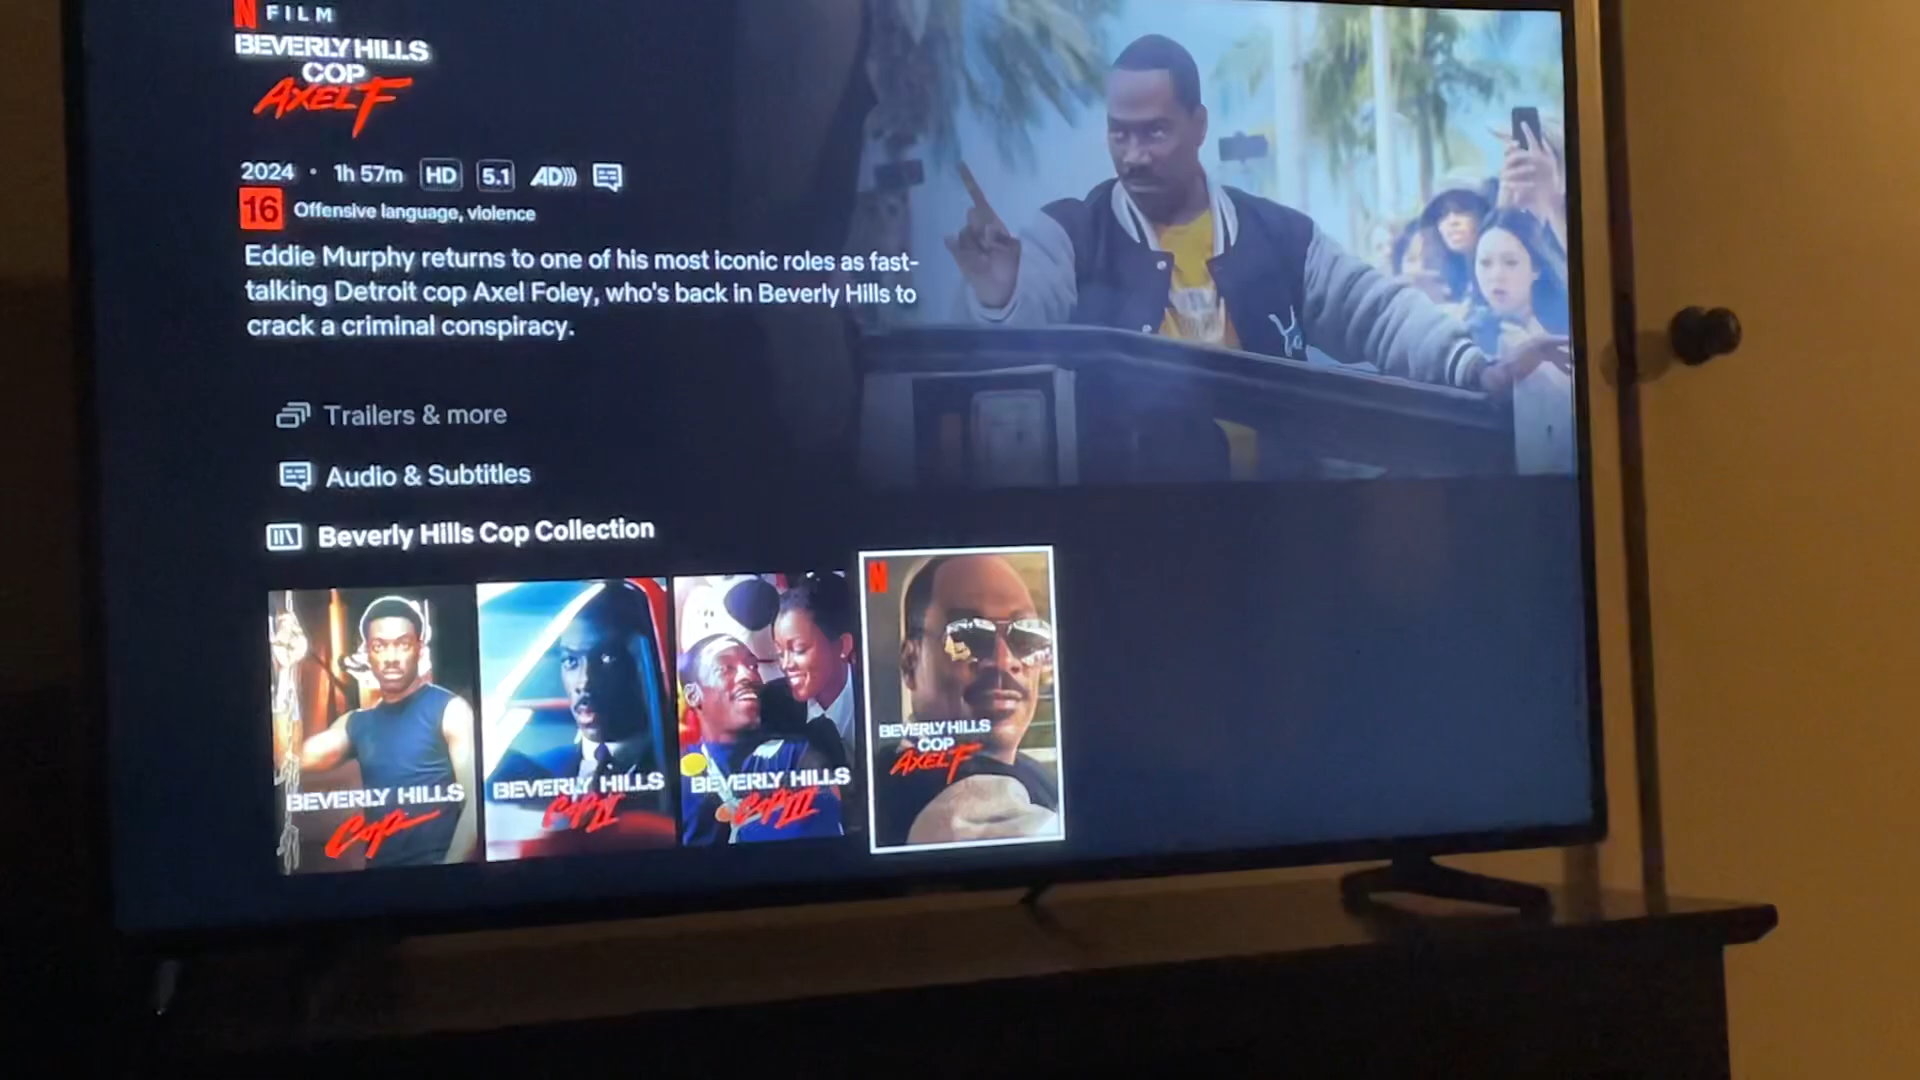 N FILM
BEVERLY HILLS
COP
AXEL F
2024 • 1h 57m HD 5.1 AD)))
16 Offensive language, violence
Eddie Murphy returns to one of his most iconic roles as fast-
talking Detroit cop Axel Foley, who's back in Beverly Hills to
crack a criminal conspiracy.
Trailers & more
Audio & Subtitles
Beverly Hills Cop Collection
BEVERLY HILLS
Cop
BEVERLY HILLS
Cop II
BEVERLY HILLS
Cop III
N
BEVERLY HILLS
COP
AXEL F